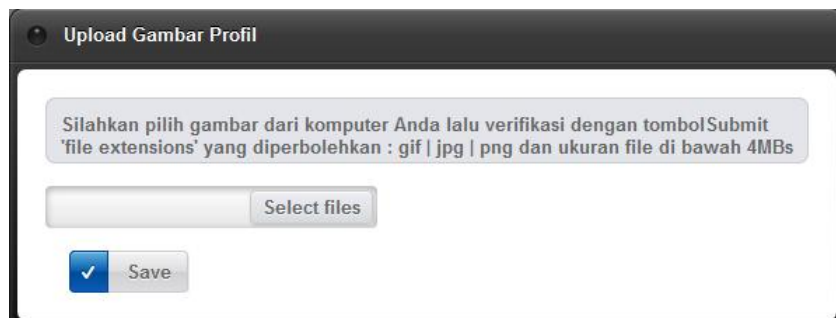 Upload Gambar Profil
Silahkan pilih gambar dari komputer Anda lalu verifikasi dengan tombolSubmit
'file extensions' yang diperbolehkan : gif | jpg | png dan ukuran file di bawah 4MBs
Select files
Save